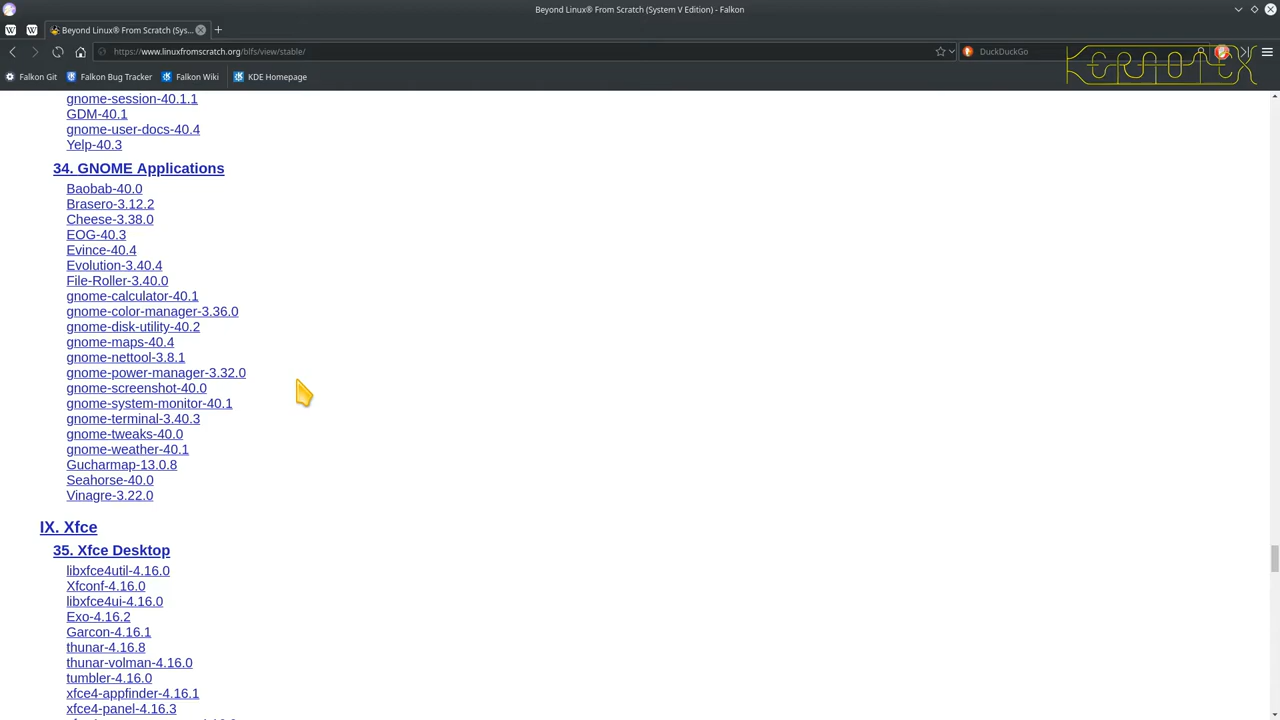 Beyond Linux® From Scratch (System V Edition) - Falkon
Beyond Linux® From Scratch (Sys...
https://www.linuxfromscratch.org/blfs/view/stable/
DuckDuckGo
Falkon Git
Falkon Bug Tracker
Falkon Wiki
KDE Homepage
gnome-session-40.1.1
GDM-40.1
gnome-user-docs-40.4
Yelp-40.3
34. GNOME Applications
Baobab-40.0
Brasero-3.12.2
Cheese-3.38.0
EOG-40.3
Evince-40.4
Evolution-3.40.4
File-Roller-3.40.0
gnome-calculator-40.1
gnome-color-manager-3.36.0
gnome-disk-utility-40.2
gnome-maps-40.4
gnome-nettool-3.8.1
gnome-power-manager-3.32.0
gnome-screenshot-40.0
gnome-system-monitor-40.1
gnome-terminal-3.40.3
gnome-tweaks-40.0
gnome-weather-40.1
Gucharmap-13.0.8
Seahorse-40.0
Vinagre-3.22.0
IX. Xfce
35. Xfce Desktop
libxfce4util-4.16.0
Xfconf-4.16.0
libxfce4ui-4.16.0
Exo-4.16.2
Garcon-4.16.1
thunar-4.16.8
thunar-volman-4.16.0
tumbler-4.16.0
xfce4-appfinder-4.16.1
xfce4-panel-4.16.3